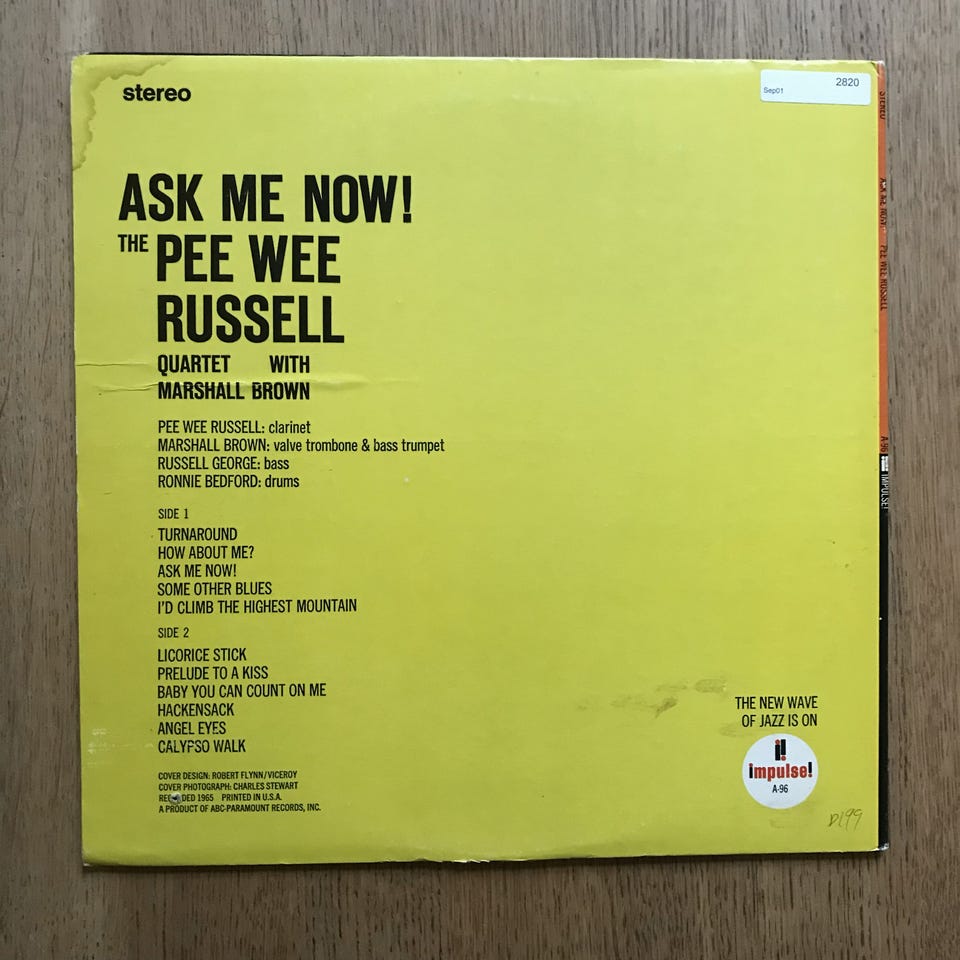 stereo
2820
Sep01
ASK ME NOW!
THE PEE WEE
RUSSELL
QUARTET WITH
MARSHALL BROWN
PEE WEE RUSSELL: clarinet
MARSHALL BROWN: valve trombone & bass trumpet
RUSSELL GEORGE: bass
RONNIE BEDFORD: drums
SIDE 1
TURNAROUND
HOW ABOUT ME?
ASK ME NOW!
SOME OTHER BLUES
I'D CLIMB THE HIGHEST MOUNTAIN
SIDE 2
LICORICE STICK
PRELUDE TO A KISS
BABY YOU CAN COUNT ON ME
HACKENSACK
ANGEL EYES
CALYPSO WALK
COVER DESIGN: ROBERT FLYNN/VICEROY
COVER PHOTOGRAPH: CHARLES STEWART
1965 PRINTED IN U.S.A.
A PRODUCT OF ABC-PARAMOUNT RECORDS, INC.
THE NEW WAVE
OF JAZZ IS ON
impulse!
A-96
STEREO ASK ME NOW! PEE WEE RUSSELL A-96 IMPULSE!